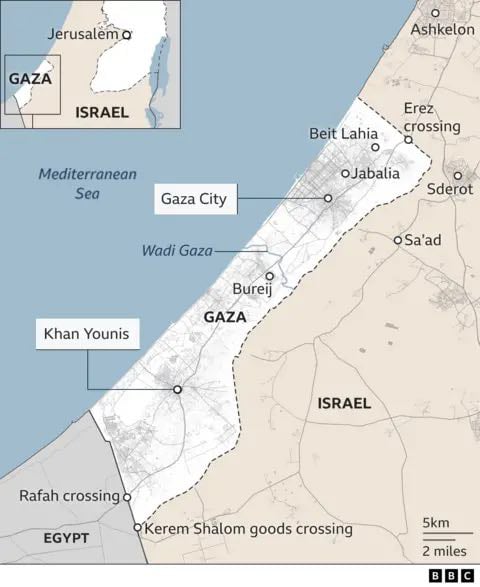 Jerusalem
GAZA
ISRAEL
Ashkelon
Erez
crossing
Beit Lahia
Mediterranean
Sea
Jabalia
Sderot
Gaza City
Sa'ad
Wadi Gaza
Bureij
GAZA
Khan Younis
ISRAEL
Rafah crossing
Kerem Shalom goods crossing
5km
2 miles
EGYPT
BBC